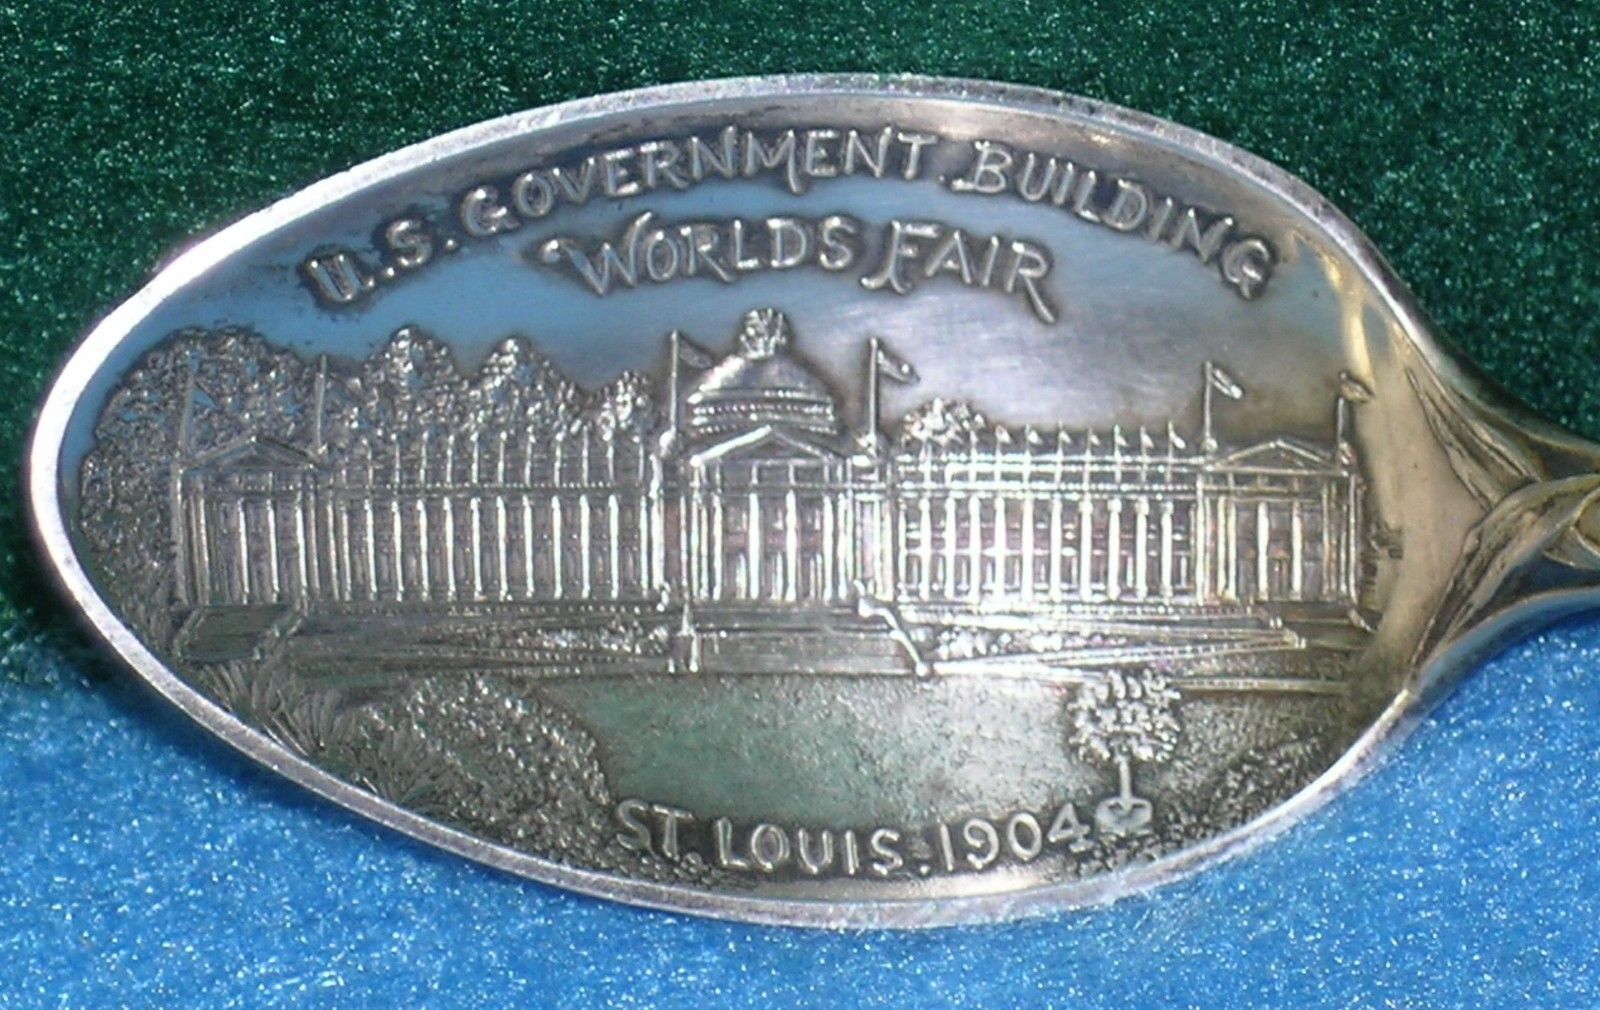 U.S. GOVERNMENT. BUILDING
WORLDS FAIR
ST. LOUIS. 1904